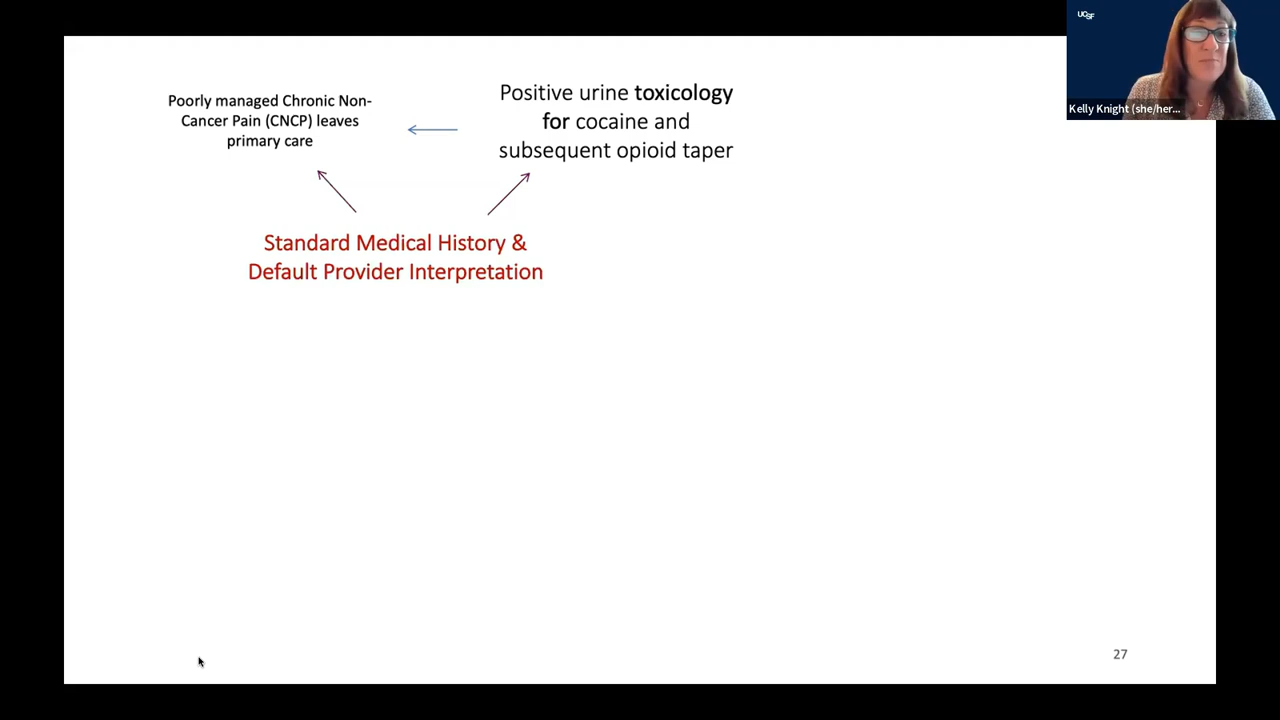 Poorly managed Chronic Non-
Cancer Pain (CNCP) leaves
primary care
Positive urine toxicology
for cocaine and
subsequent opioid taper
Standard Medical History &
Default Provider Interpretation
27
UCSF
Kelly Knight (she/her...